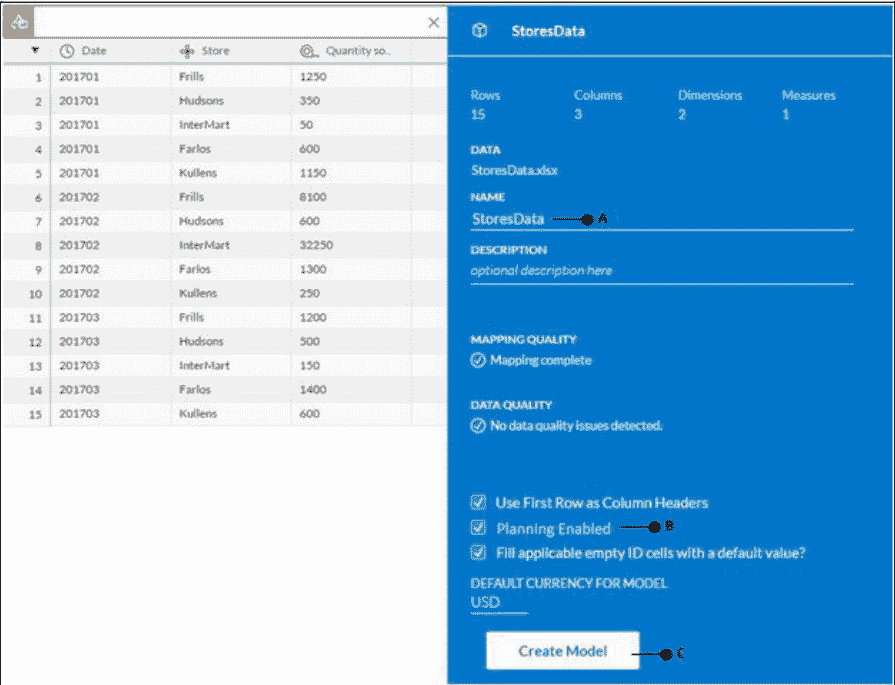 Date Store Quantity so...
1 201701 Frills 1250
2 201701 Hudsons 350
3 201701 InterMart 50
4 201701 Farlos 600
5 201701 Kullens 1150
6 201702 Frills 8100
7 201702 Hudsons 600
8 201702 InterMart 32250
9 201702 Farlos 1300
10 201702 Kullens 250
11 201703 Frills 1200
12 201703 Hudsons 500
13 201703 InterMart 150
14 201703 Farlos 1400
15 201703 Kullens 600
StoresData
Rows Columns Dimensions Measures
15 3 2 1
DATA
StoresData.xlsx
NAME
StoresData A
DESCRIPTION
optional description here
MAPPING QUALITY
Mapping complete
DATA QUALITY
No data quality issues detected.
Use First Row as Column Headers
Planning Enabled B
Fill applicable empty ID cells with a default value?
DEFAULT CURRENCY FOR MODEL
USD
Create Model C